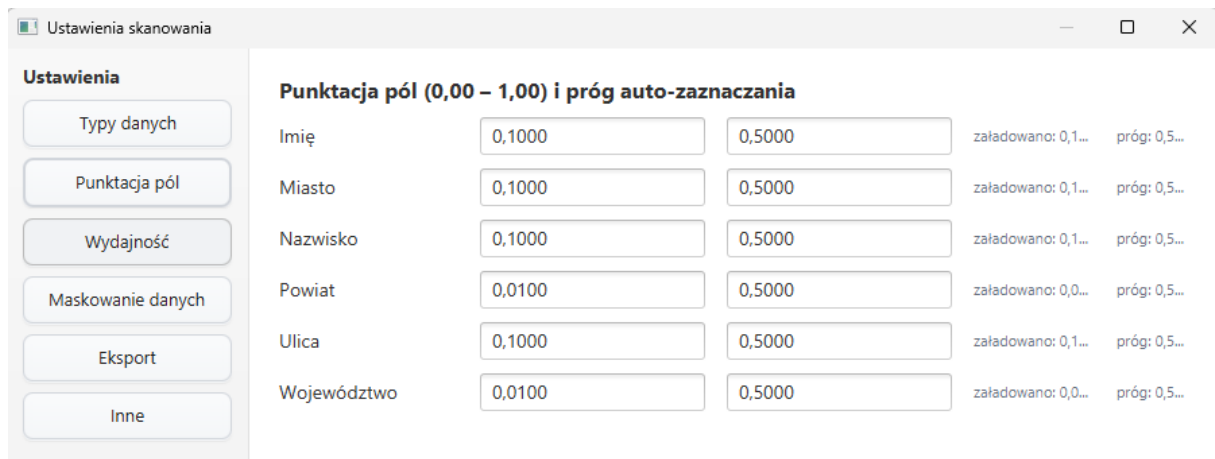 Ustawienia skanowania
Ustawienia
Typy danych
Punktacja pól
Wydajność
Maskowanie danych
Eksport
Inne
Punktacja pól (0,00 – 1,00) i próg auto-zaznaczania
Imię 0,1000 0,5000 załadowano: 0,1... próg: 0,5...
Miasto 0,1000 0,5000 załadowano: 0,1... próg: 0,5...
Nazwisko 0,1000 0,5000 załadowano: 0,1... próg: 0,5...
Powiat 0,0100 0,5000 załadowano: 0,0... próg: 0,5...
Ulica 0,1000 0,5000 załadowano: 0,1... próg: 0,5...
Województwo 0,0100 0,5000 załadowano: 0,0... próg: 0,5...